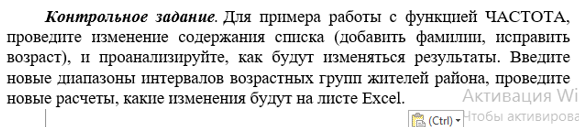 Контрольное задание. Для примера работы с функцией ЧАСТОТА,
проведите изменение содержания списка (добавить фамилии, исправить
возраст), и проанализируйте, как будут изменяться результаты. Введите
новые диапазоны интервалов возрастных групп жителей района, проведите
новые расчеты, какие изменения будут на листе Excel.
Активация Wi
(Ctrl)
Чтобы активирова